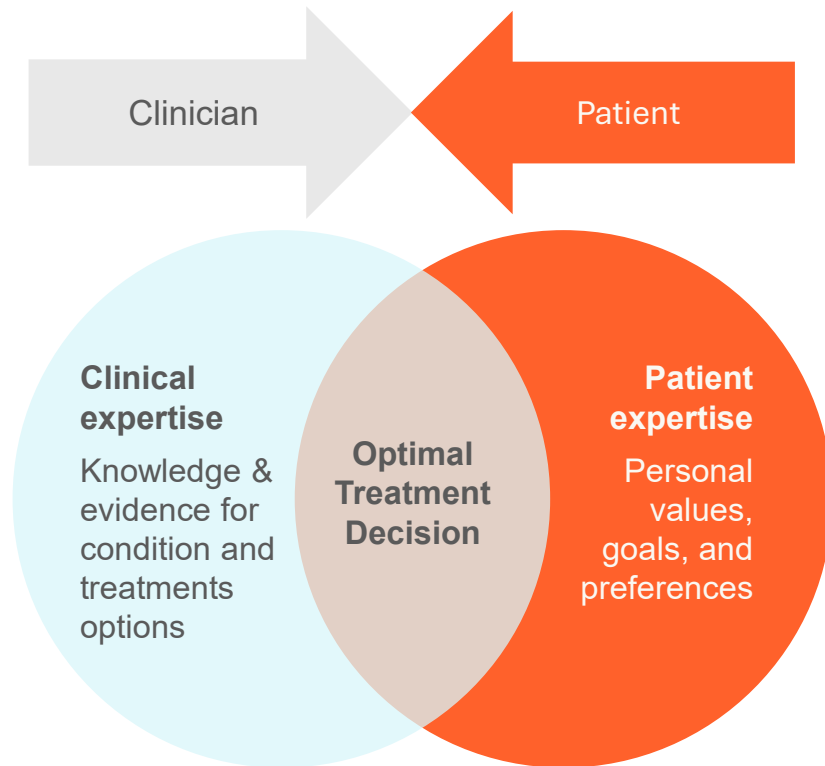 Clinician
Patient
Clinical
expertise
Knowledge &
evidence for
condition and
treatments
options
Optimal
Treatment
Decision
Patient
expertise
Personal
values,
goals, and
preferences